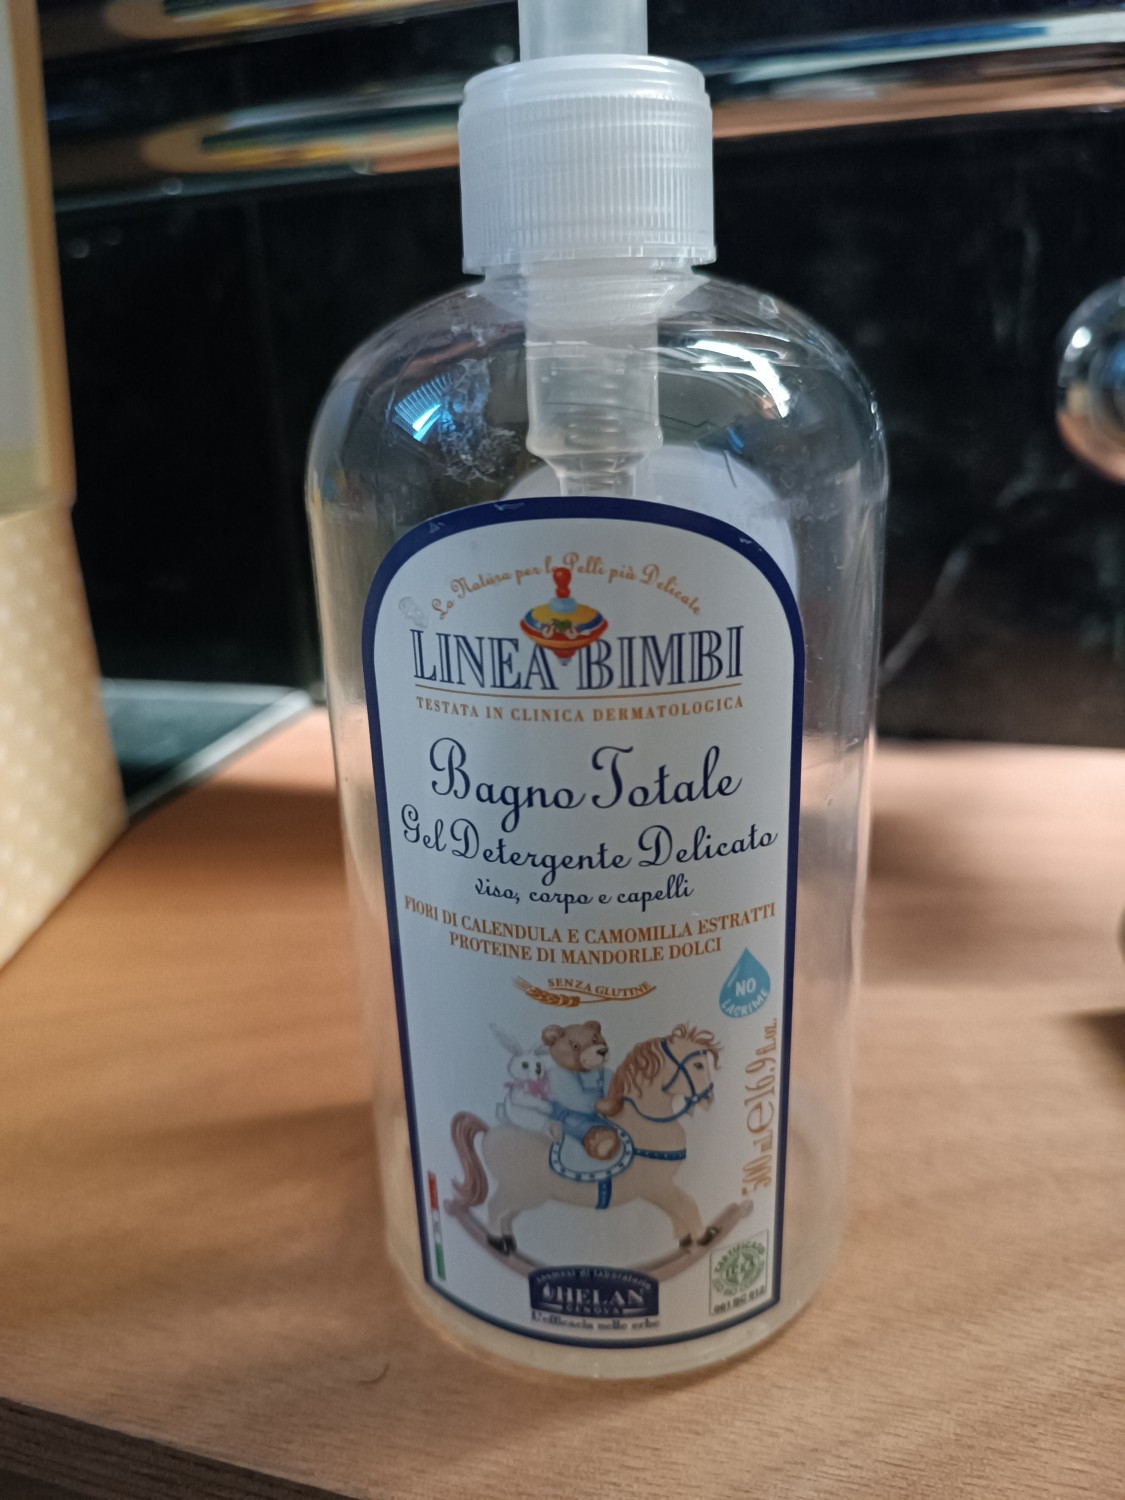 La Natura per le Pelli più Delicate
LINEA BIMBI
TESTATA IN CLINICA DERMATOLOGICA
Bagno Totale
Gel Detergente Delicato
viso, corpo e capelli
FIORI DI CALENDULA E CAMOMILLA ESTRATTI
PROTEINE DI MANDORLE DOLCI
SENZA GLUTINE
NO
LACRIME
500 ml e 16.9 fl.oz.
HELAN
GENOVA
L'efficacia nelle erbe
CERTIFICATO